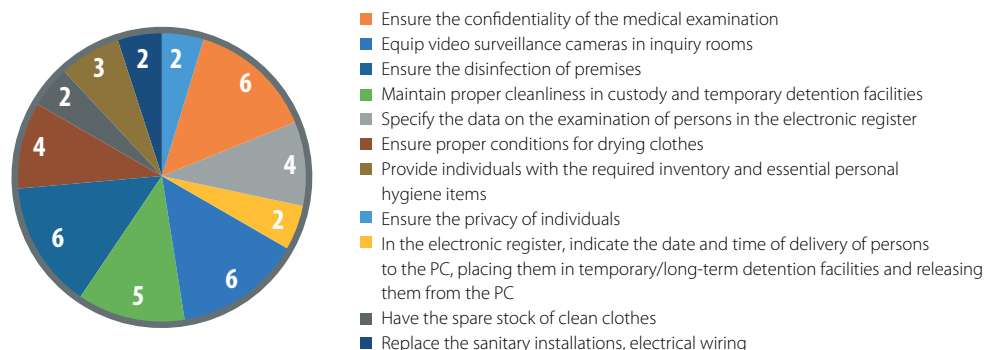 2
2
6
3
2
4
4
2
6
6
5
Ensure the confidentiality of the medical examination
Equip video surveillance cameras in inquiry rooms
Ensure the disinfection of premises
Maintain proper cleanliness in custody and temporary detention facilities
Specify the data on the examination of persons in the electronic register
Ensure proper conditions for drying clothes
Provide individuals with the required inventory and essential personal
hygiene items
Ensure the privacy of individuals
In the electronic register, indicate the date and time of delivery of persons
to the PC, placing them in temporary/long-term detention facilities and releasing
them from the PC
Have the spare stock of clean clothes
Replace the sanitary installations, electrical wiring